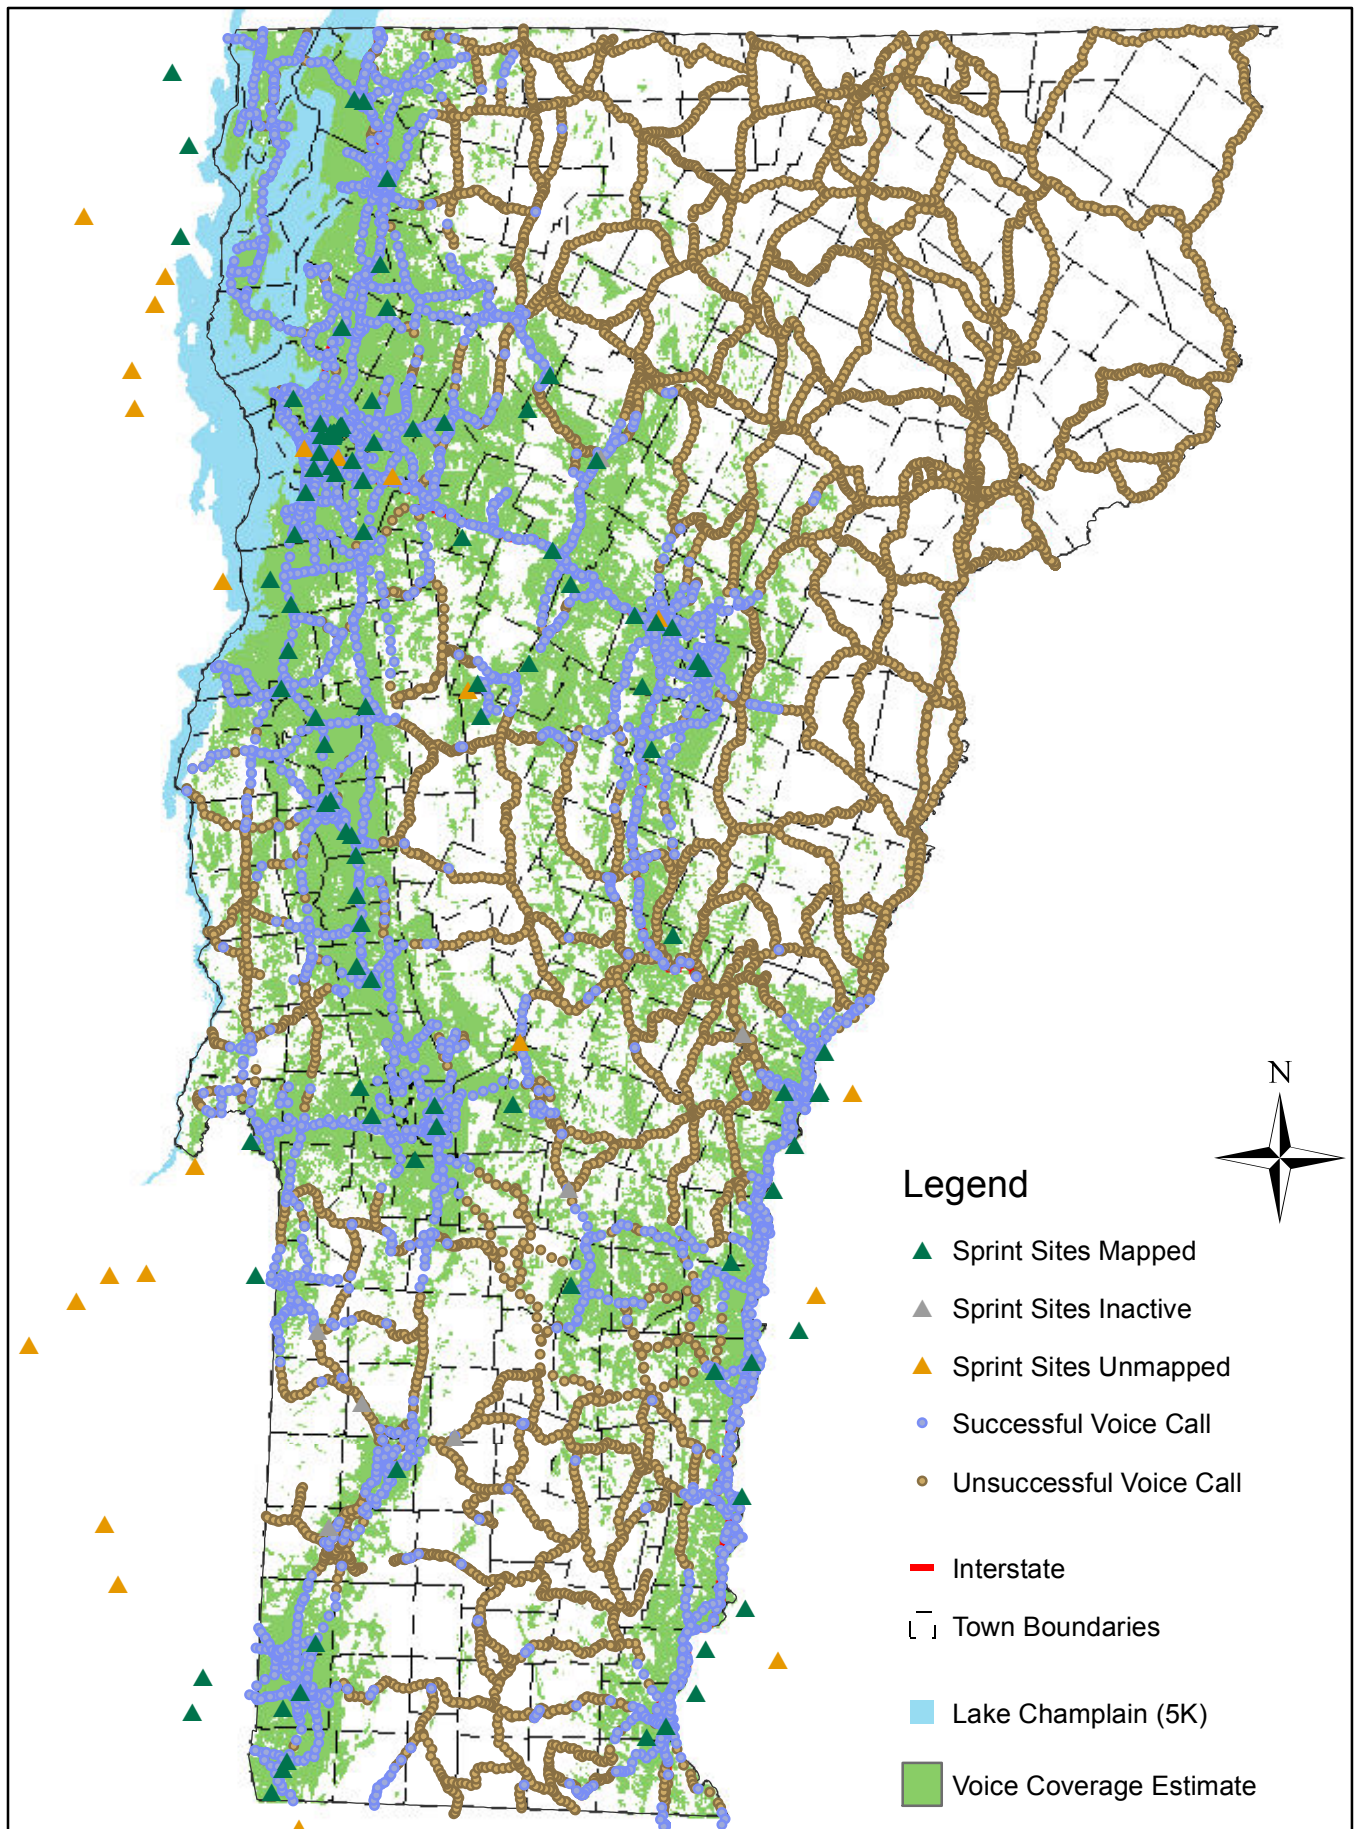 N
Legend
Sprint Sites Mapped
Sprint Sites Inactive
Sprint Sites Unmapped
Successful Voice Call
Unsuccessful Voice Call
Interstate
Town Boundaries
Lake Champlain (5K)
Voice Coverage Estimate